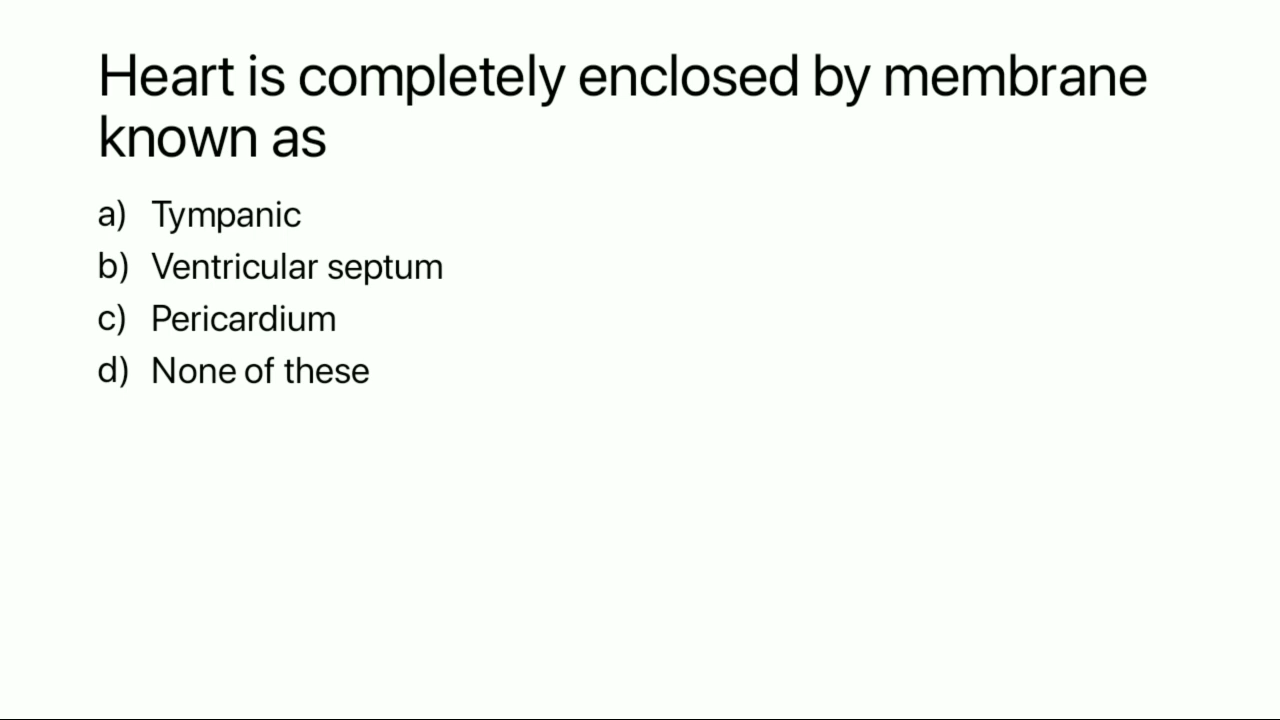 Heart is completely enclosed by membrane
known as
a) Tympanic
b) Ventricular septum
c) Pericardium
d) None of these